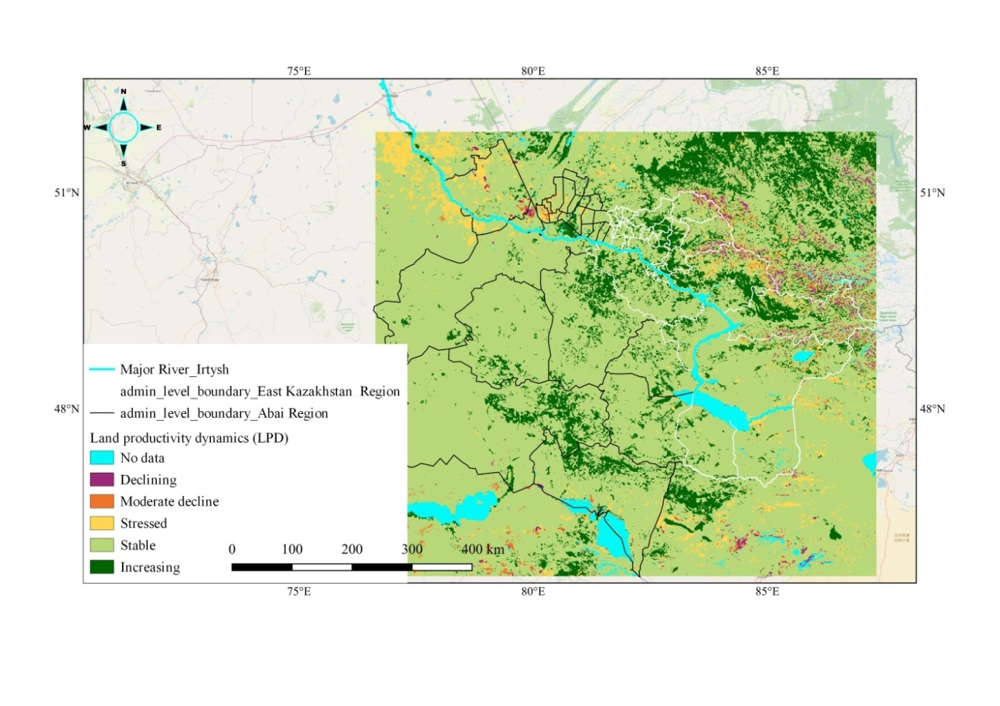 75°E 80°E 85°E
N
W E
S
51°N 51°N
48°N 48°N
Major River_Irtysh
admin_level_boundary_East Kazakhstan Region
admin_level_boundary_Abai Region
Land productivity dynamics (LPD)
No data
Declining
Moderate decline
Stressed
Stable
Increasing
0 100 200 300 400 km
75°E 80°E 85°E